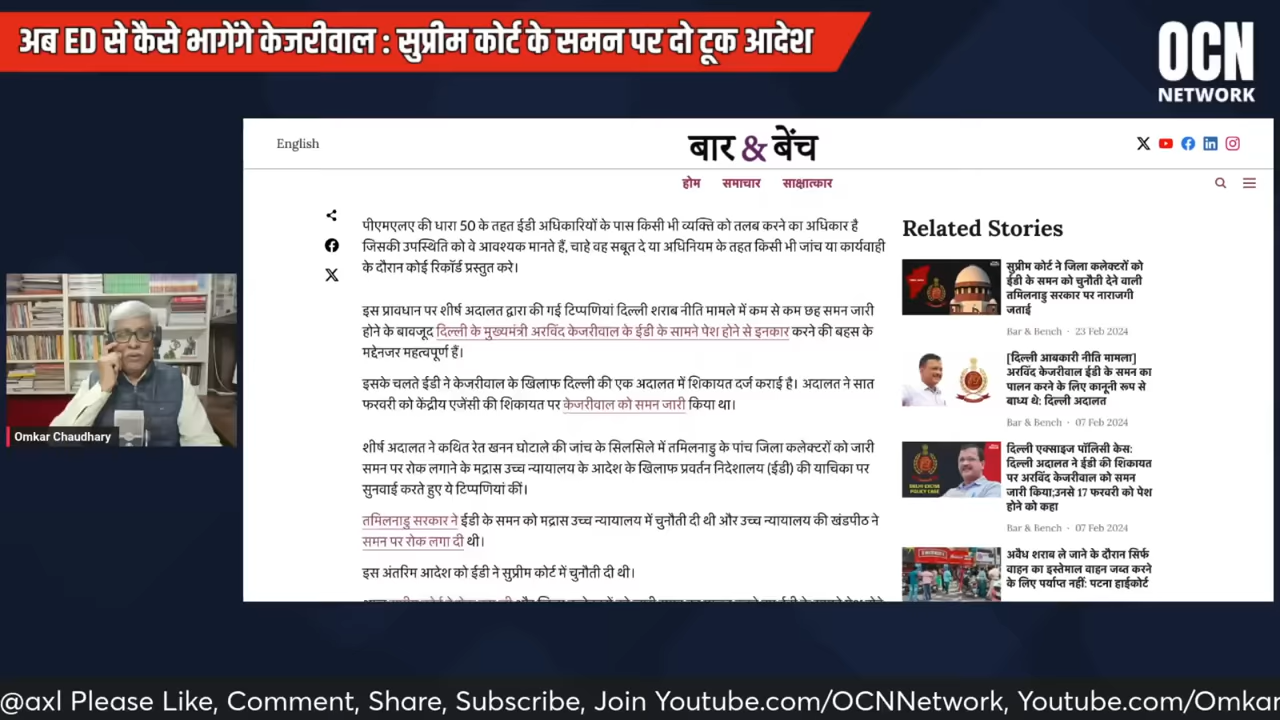 अब ED से कैसे भागेंगे केजरीवाल : सुप्रीम कोर्ट के समन पर दो टूक आदेश
OCN
NETWORK
English
बार & बेंच
होम समाचार साक्षात्कार
पीएमएलए की धारा 50 के तहत ईडी अधिकारियों के पास किसी भी व्यक्ति को तलब करने का अधिकार है
जिसकी उपस्थिति को वे आवश्यक मानते हैं, चाहे वह सबूत दे या अधिनियम के तहत किसी भी जांच या कार्यवाही
के दौरान कोई रिकॉर्ड प्रस्तुत करे।
इस प्रावधान पर शीर्ष अदालत द्वारा की गई टिप्पणियां दिल्ली शराब नीति मामले में कम से कम छह समन जारी
होने के बावजूद दिल्ली के मुख्यमंत्री अरविंद केजरीवाल के ईडी के सामने पेश होने से इनकार करने की बहस के
मद्देनजर महत्वपूर्ण हैं।
इसके चलते ईडी ने केजरीवाल के खिलाफ दिल्ली की एक अदालत में शिकायत दर्ज कराई है। अदालत ने सात
फरवरी को केंद्रीय एजेंसी की शिकायत पर केजरीवाल को समन जारी किया था।
शीर्ष अदालत ने कथित रेत खनन घोटाले की जांच के सिलसिले में तमिलनाडु के पांच जिला कलेक्टरों को जारी
समन पर रोक लगाने के मद्रास उच्च न्यायालय के आदेश के खिलाफ प्रवर्तन निदेशालय (ईडी) की याचिका पर
सुनवाई करते हुए ये टिप्पणियां कीं।
तमिलनाडु सरकार ने ईडी के समन को मद्रास उच्च न्यायालय में चुनौती दी थी और उच्च न्यायालय की खंडपीठ ने
समन पर रोक लगा दी थी।
इस अंतरिम आदेश को ईडी ने सुप्रीम कोर्ट में चुनौती दी थी।
Related Stories
सुप्रीम कोर्ट ने जिला कलेक्टरों को
ईडी के समन को चुनौती देने वाली
तमिलनाडु सरकार पर नाराजगी
जताई
Bar & Bench · 23 Feb 2024
[दिल्ली आबकारी नीति मामला]
अरविंद केजरीवाल ईडी के समन का
पालन करने के लिए कानूनी रूप से
बाध्य थे: दिल्ली अदालत
Bar & Bench · 07 Feb 2024
दिल्ली एक्साइज पॉलिसी केस:
दिल्ली अदालत ने ईडी की शिकायत
पर अरविंद केजरीवाल को समन
जारी किया;उनसे 17 फरवरी को पेश
होने को कहा
Bar & Bench · 07 Feb 2024
अवैध शराब ले जाने के दौरान सिर्फ
वाहन का इस्तेमाल वाहन जब्त करने
के लिए पर्याप्त नहीं: पटना हाईकोर्ट
Omkar Chaudhary
@axl Please Like, Comment, Share, Subscribe, Join Youtube.com/OCNNetwork, Youtube.com/Omkar